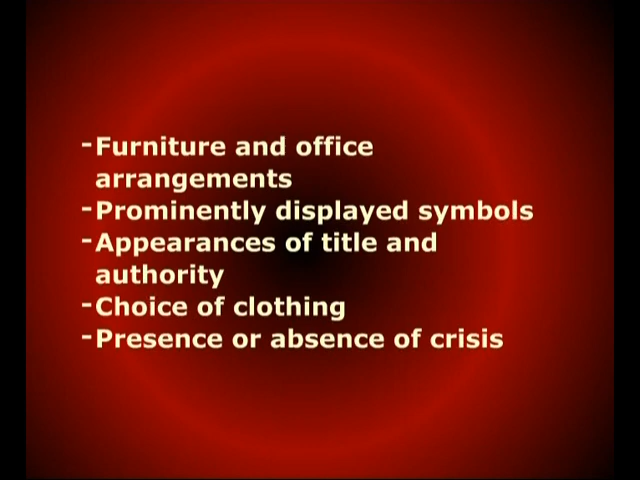 -Furniture and office
arrangements
-Prominently displayed symbols
-Appearances of title and
authority
-Choice of clothing
-Presence or absence of crisis